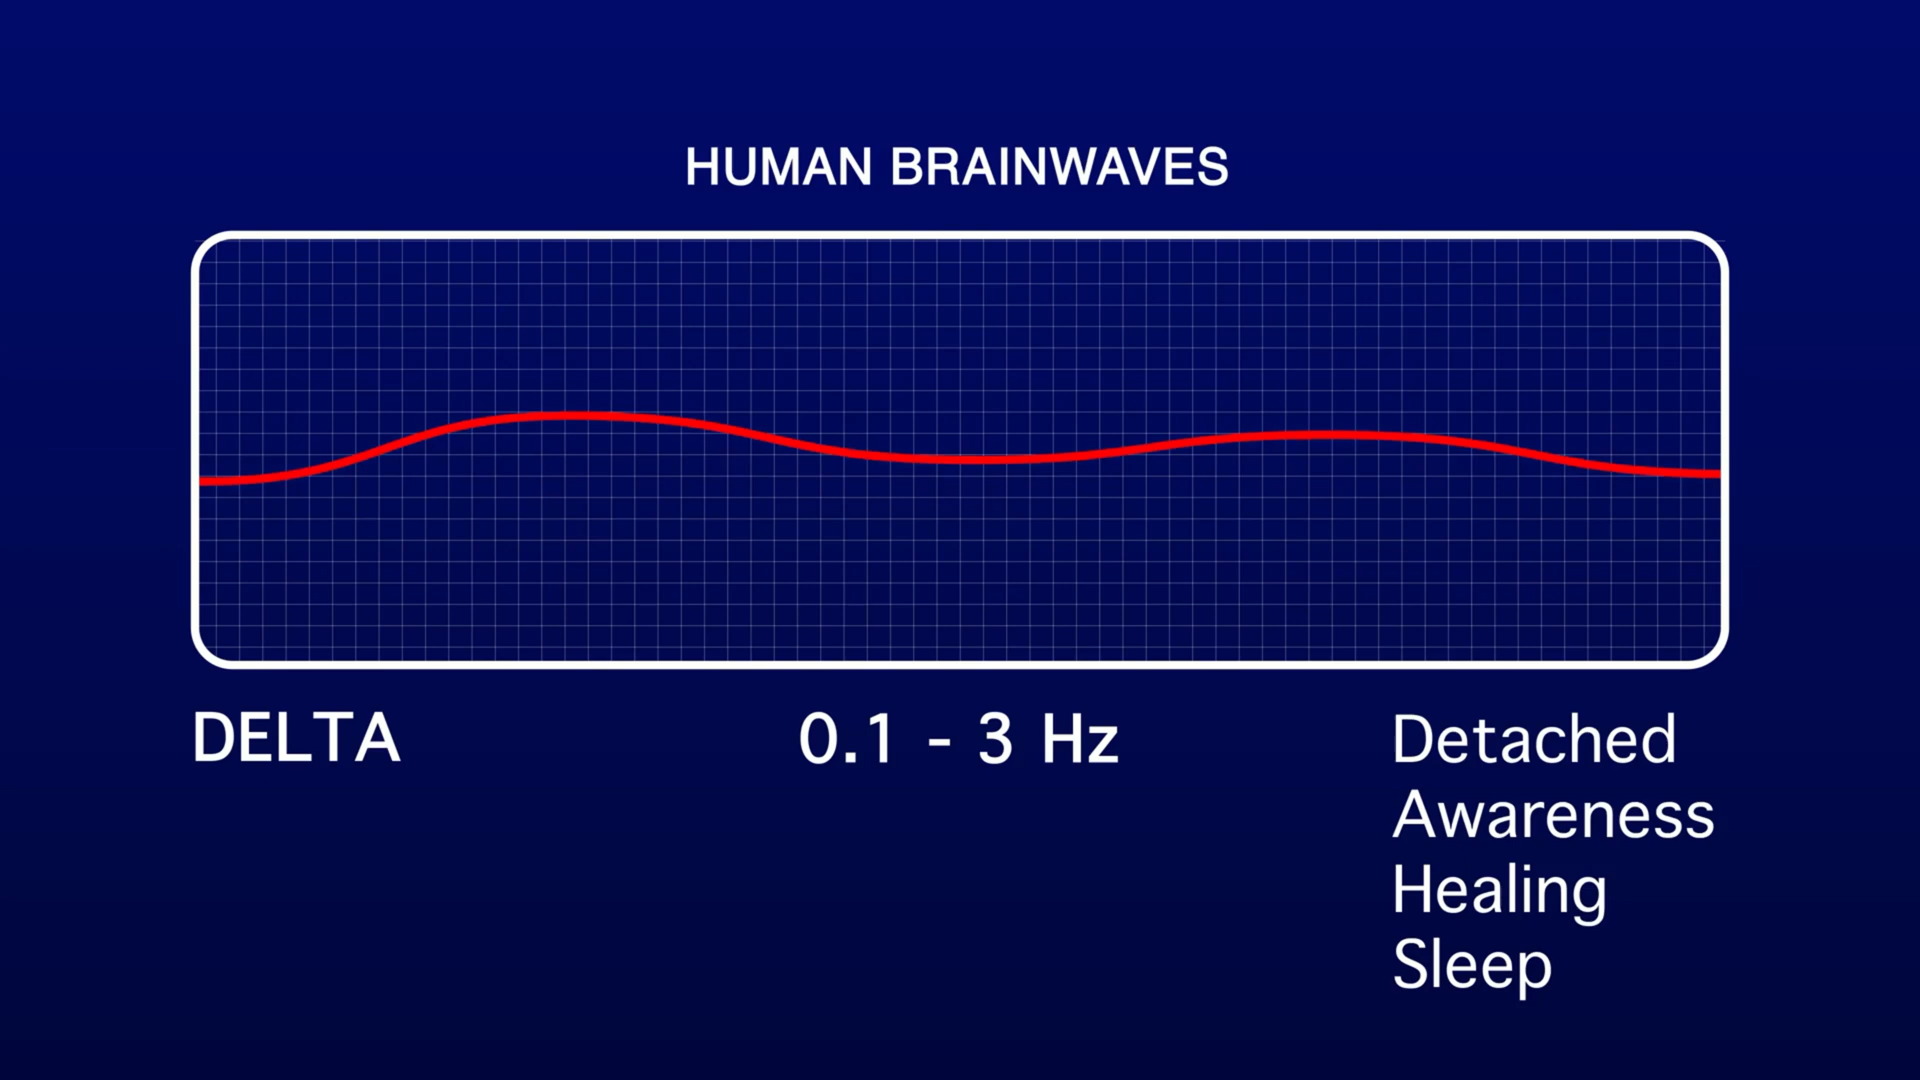 HUMAN BRAINWAVES
DELTA
0.1 - 3 Hz
Detached
Awareness
Healing
Sleep